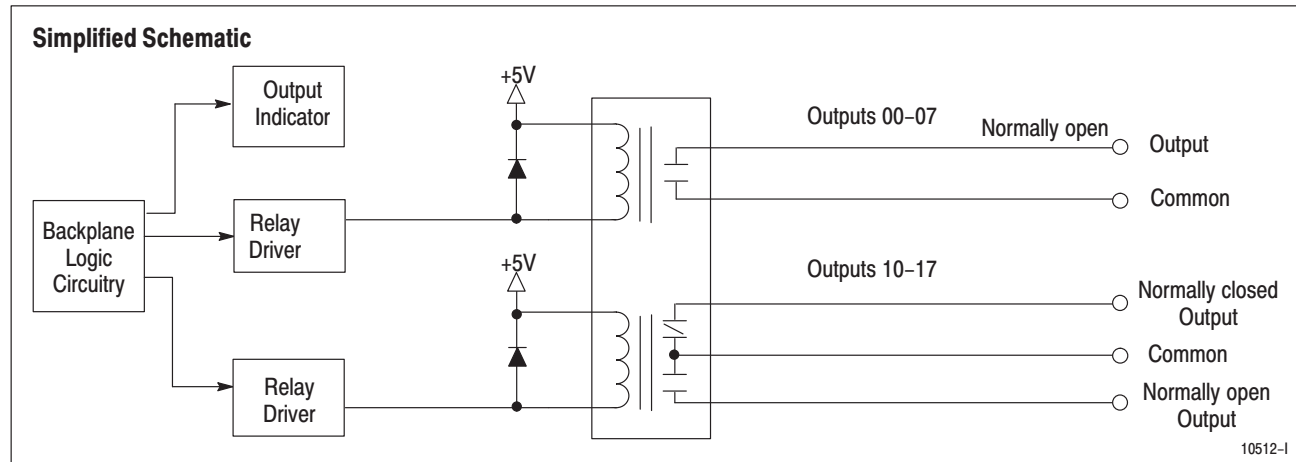 Simplified Schematic
Output
Indicator
+5V
Outputs 00–07
Normally open
Output
Common
Backplane
Logic
Circuitry
Relay
Driver
+5V
Outputs 10–17
Normally closed
Output
Common
Normally open
Output
Relay
Driver
10512–I